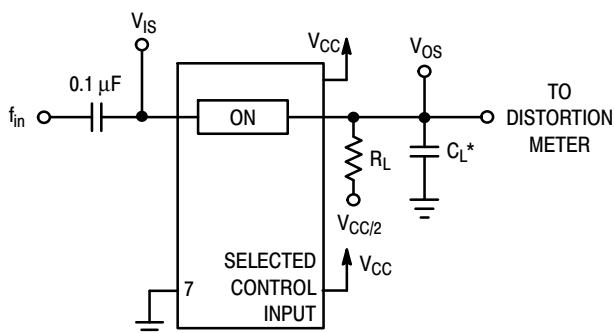 V_IS
V_CC
V_OS
0.1 μF
f_in
ON
TO
DISTORTION
METER
R_L
C_L*
V_CC/2
7
SELECTED
CONTROL
INPUT
V_CC